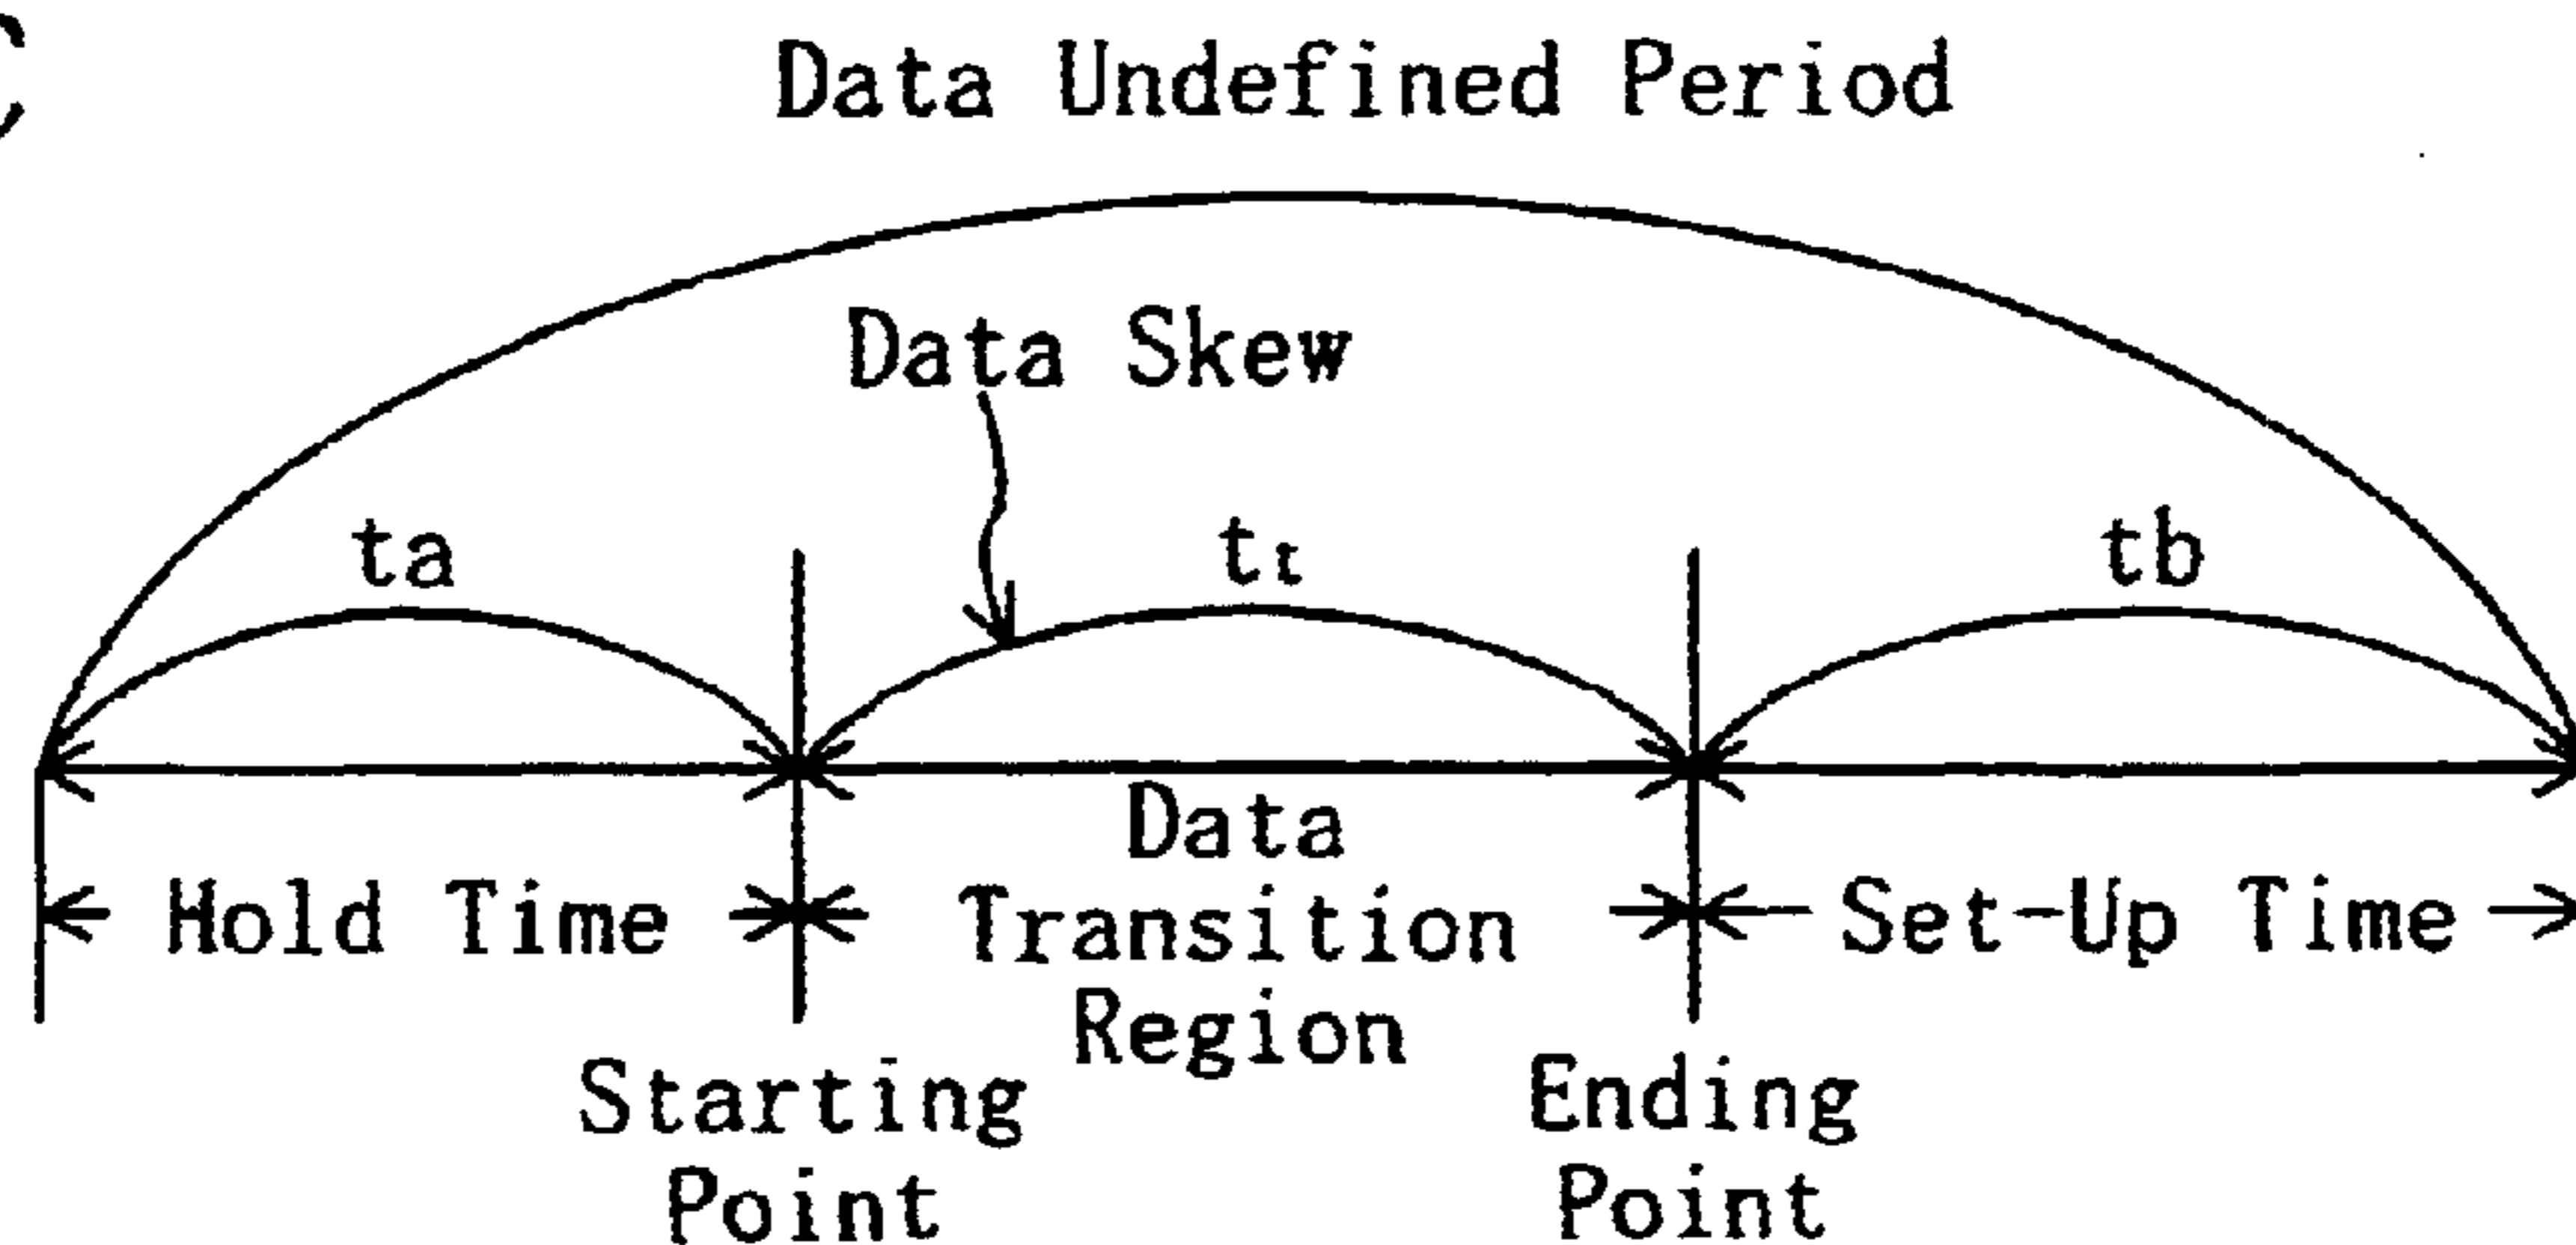 C
Data Undefined Period
Data Skew
ta
tt
tb
Hold Time
Data
Transition
Region
Set-Up Time
Starting
Point
Ending
Point